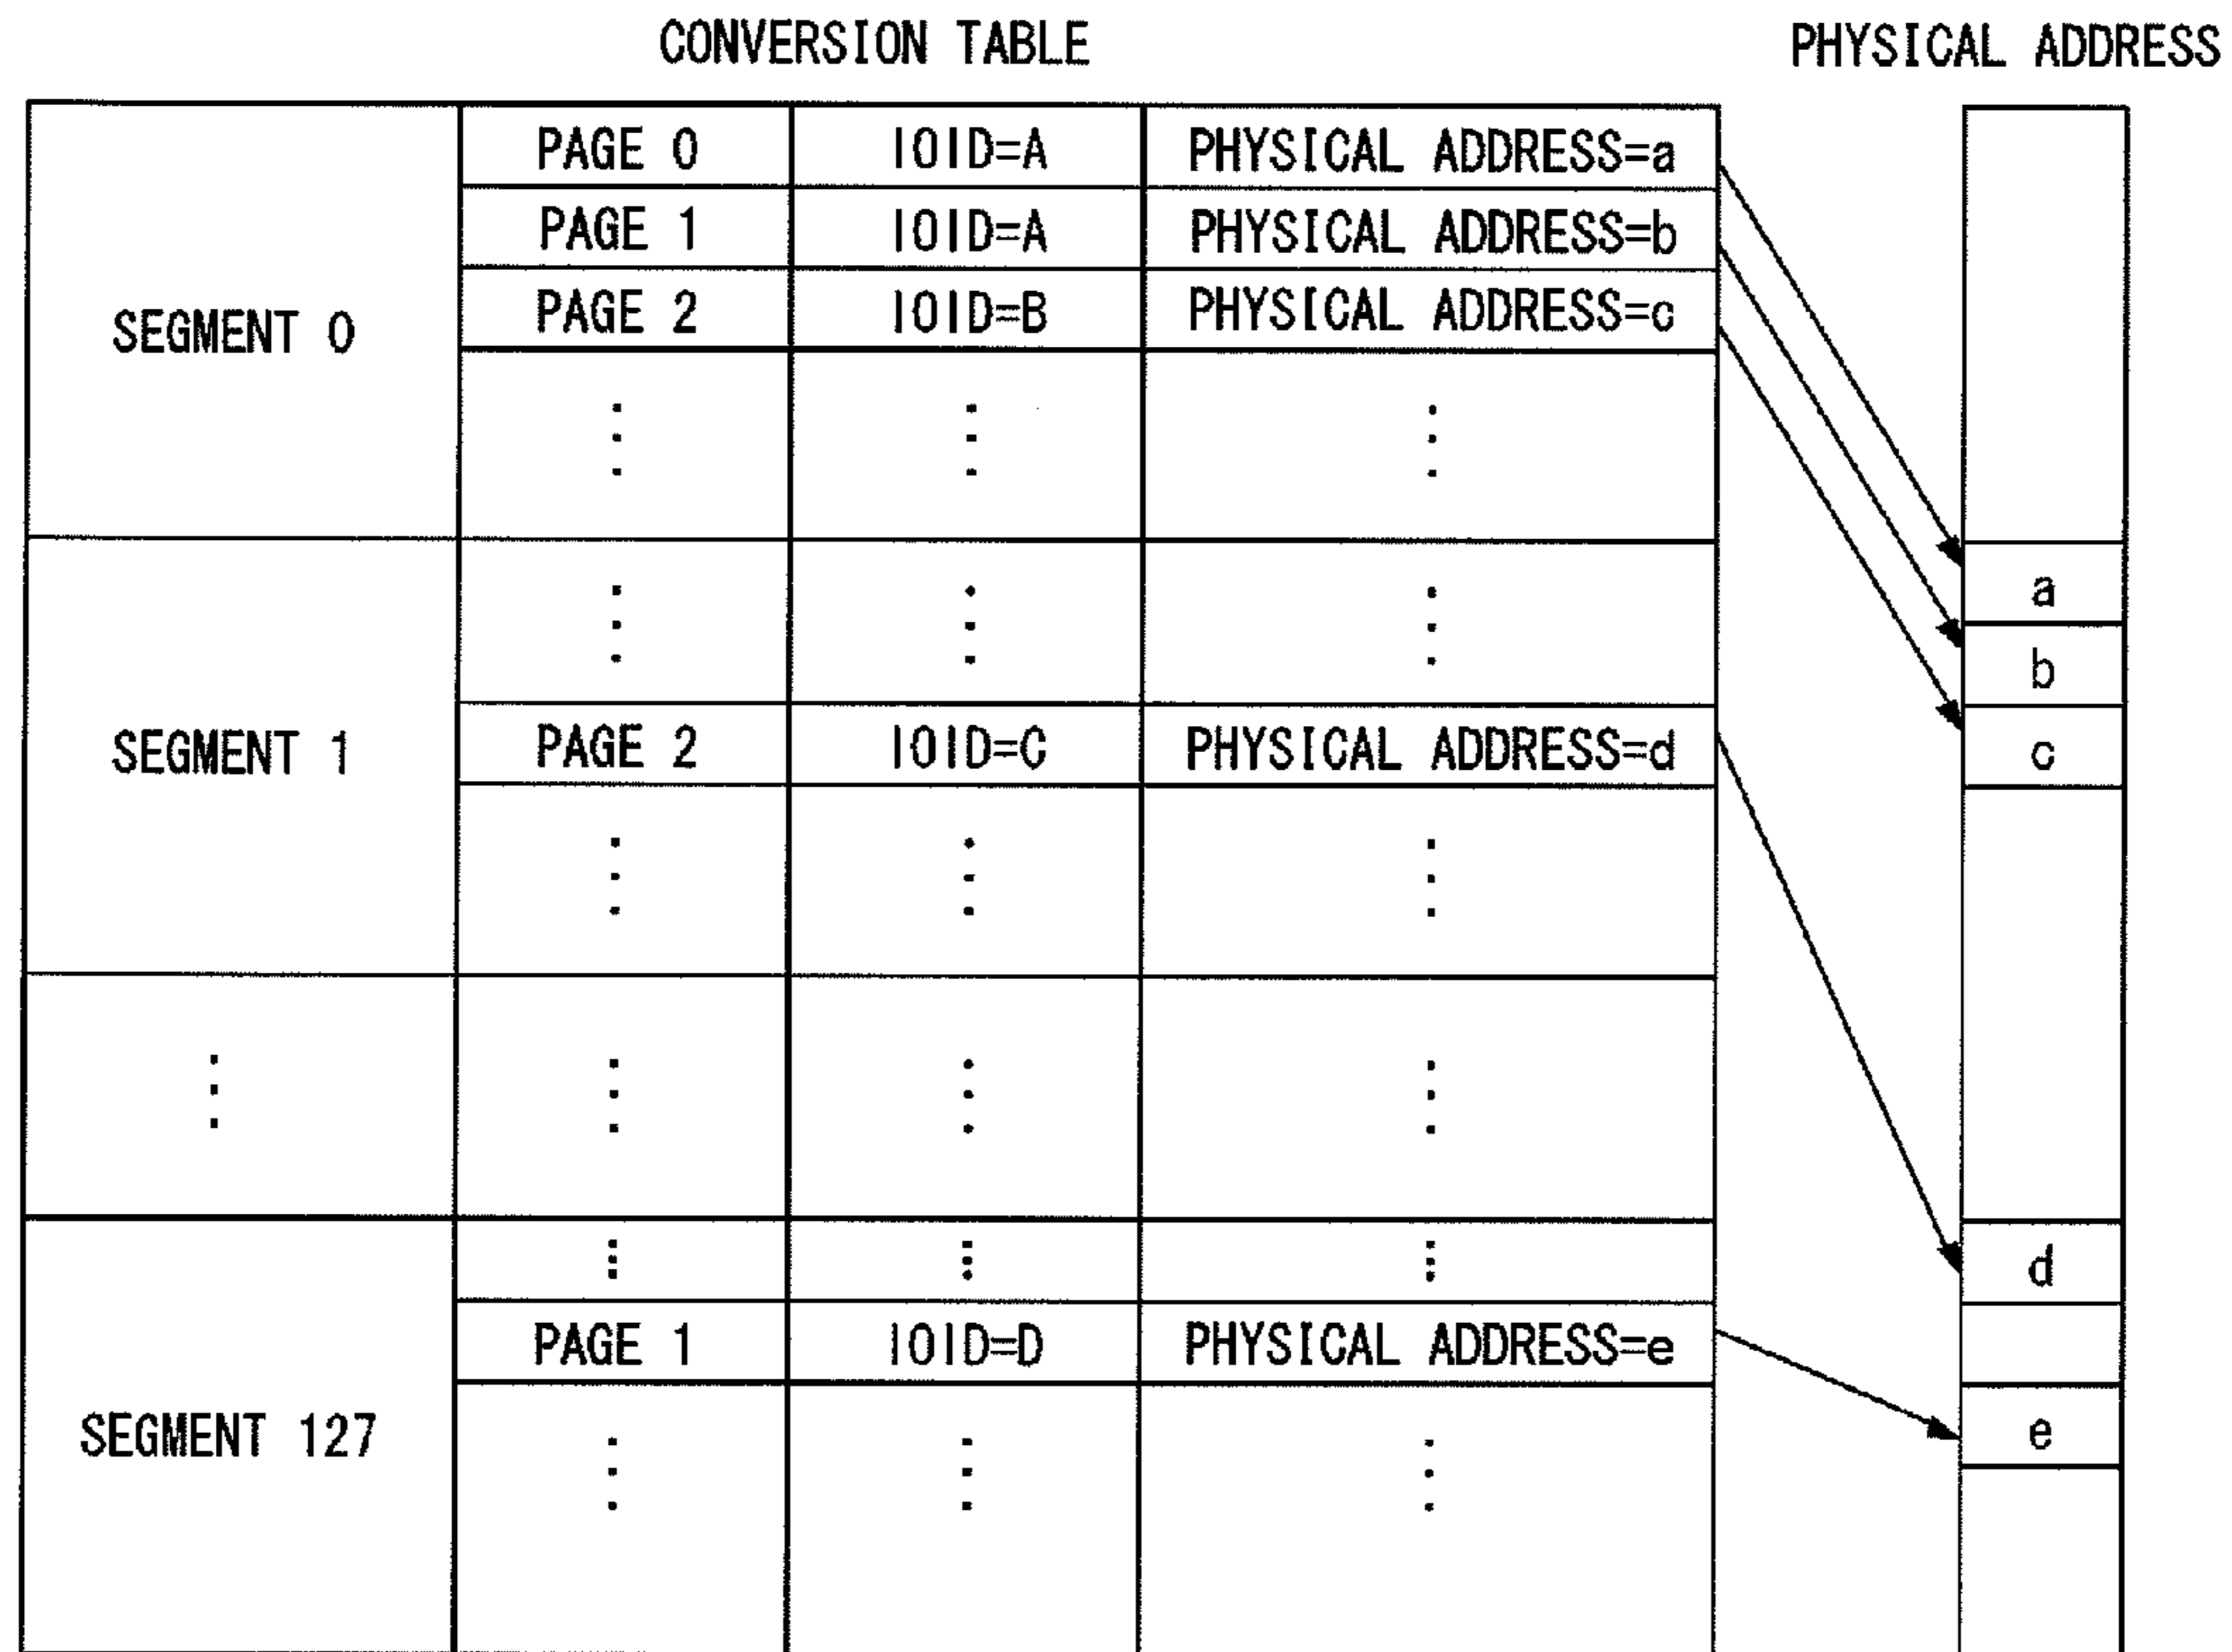 CONVERSION TABLE PHYSICAL ADDRESS
PAGE 0 IOID=A PHYSICAL ADDRESS=a
PAGE 1 IOID=A PHYSICAL ADDRESS=b
SEGMENT 0 PAGE 2 IOID=B PHYSICAL ADDRESS=c
a
b
SEGMENT 1 PAGE 2 IOID=C PHYSICAL ADDRESS=d c
d
PAGE 1 IOID=D PHYSICAL ADDRESS=e
SEGMENT 127 e